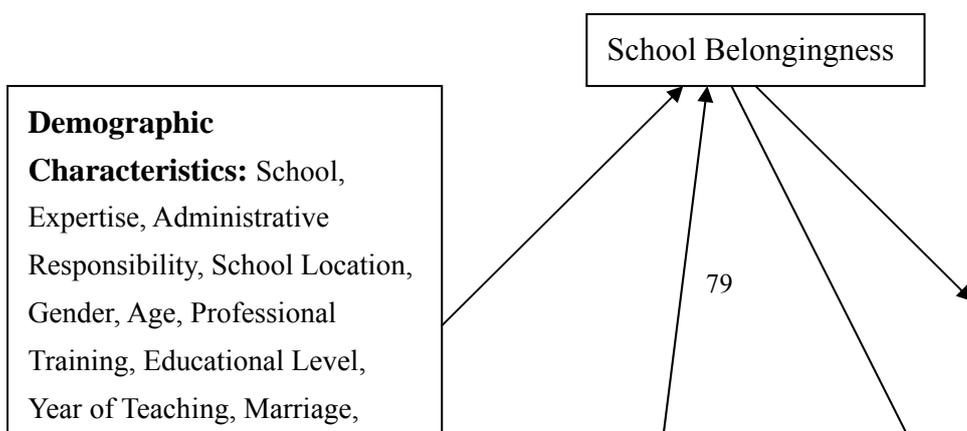 School Belongingness
Demographic
Characteristics: School,
Expertise, Administrative
Responsibility, School Location,
Gender, Age, Professional
Training, Educational Level,
Year of Teaching, Marriage,
79